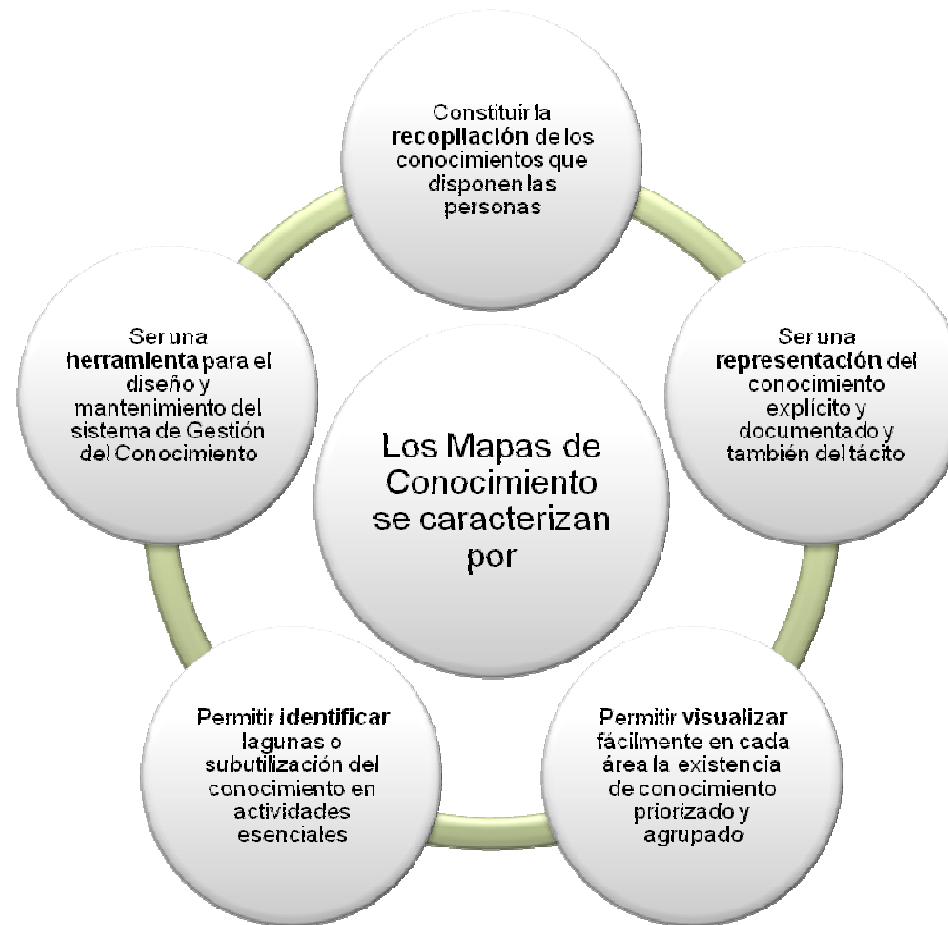 Constituir la
recopilación de los
conocimientos que
disponen las
personas
Ser una
herramienta para el
diseño y
mantenimiento del
sistema de Gestión
del Conocimiento
Ser una
representación del
conocimiento
explícito y
documentado y
también del tácito
Los Mapas de
Conocimiento
se caracterizan
por
Permitir identificar
lagunas o
subutilización del
conocimiento en
actividades
esenciales
Permitir visualizar
fácilmente en cada
área la existencia
de conocimiento
priorizado y
agrupado